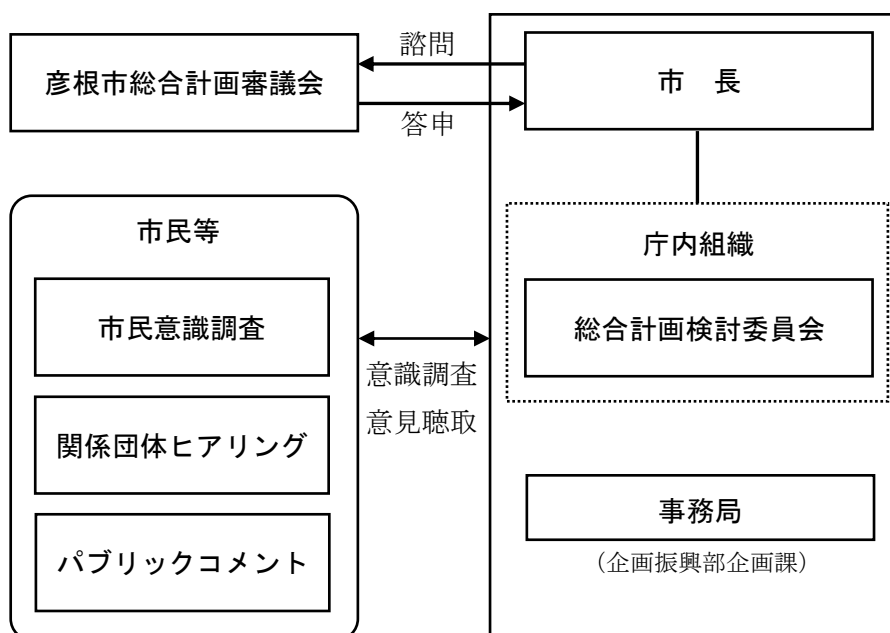 彦根市総合計画審議会
諮問
答申
市　長
市民等
市民意識調査
関係団体ヒアリング
パブリックコメント
意識調査
意見聴取
庁内組織
総合計画検討委員会
事務局
（企画振興部企画課）